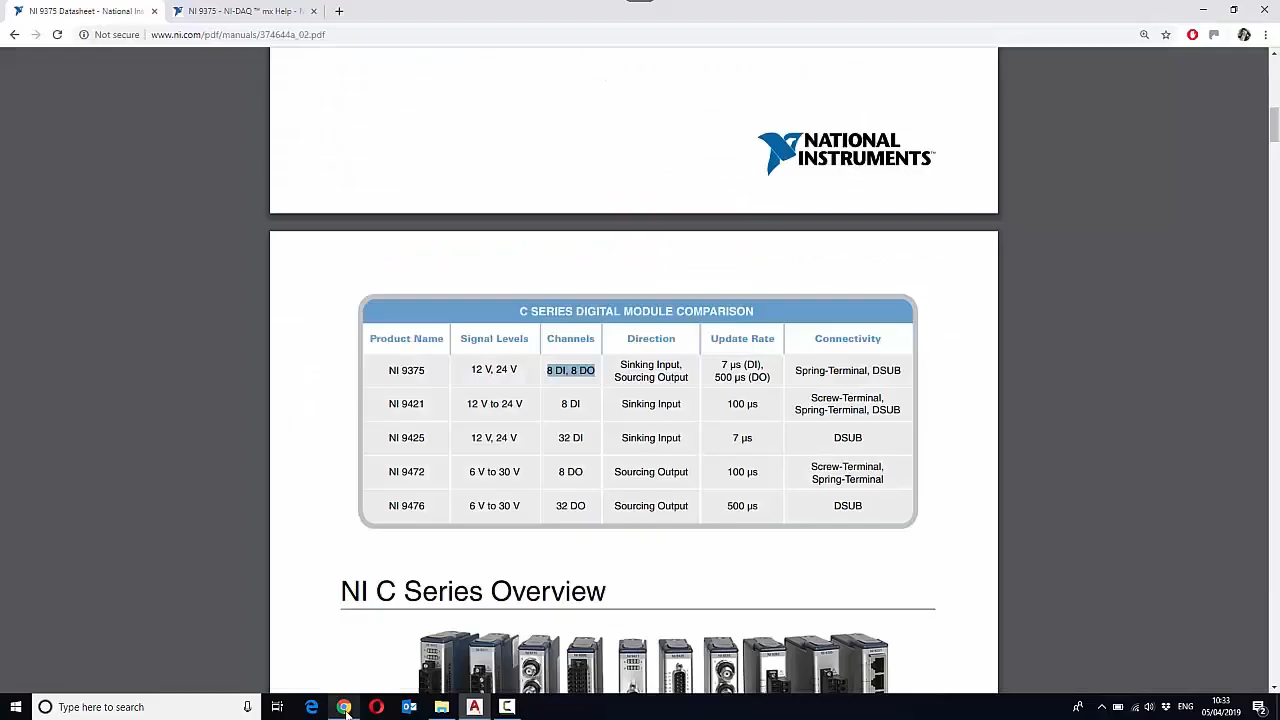 NI 9375 Datasheet - National Ins
NI 9375 - NI-DAQ™ mx Help - N
Not secure | www.ni.com/pdf/manuals/374644a_02.pdf
NATIONAL
INSTRUMENTS™
C SERIES DIGITAL MODULE COMPARISON
Product Name Signal Levels Channels Direction Update Rate Connectivity
NI 9375 12 V, 24 V 8 DI, 8 DO Sinking Input, Sourcing Output 7 µs (DI), 500 µs (DO) Spring-Terminal, DSUB
NI 9421 12 V to 24 V 8 DI Sinking Input 100 µs Screw-Terminal, Spring-Terminal, DSUB
NI 9425 12 V, 24 V 32 DI Sinking Input 7 µs DSUB
NI 9472 6 V to 30 V 8 DO Sourcing Output 100 µs Screw-Terminal, Spring-Terminal
NI 9476 6 V to 30 V 32 DO Sourcing Output 500 µs DSUB
NI C Series Overview
Type here to search
ENG
10:33
05/04/2019
2